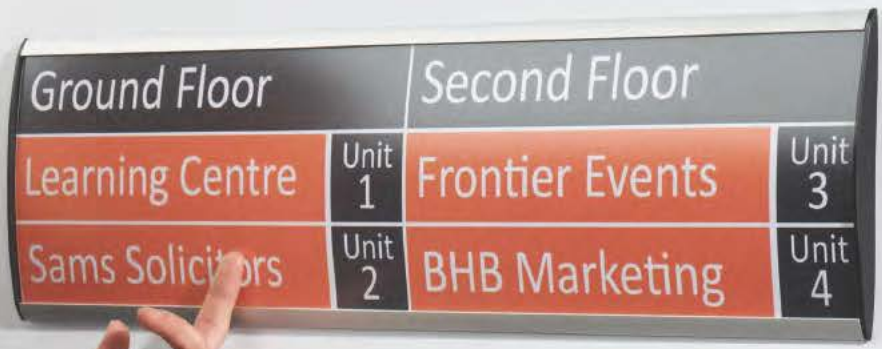 Ground Floor
Second Floor
Learning Centre
Unit
1
Frontier Events
Unit
3
Sams Solicitors
Unit
2
BHB Marketing
Unit
4